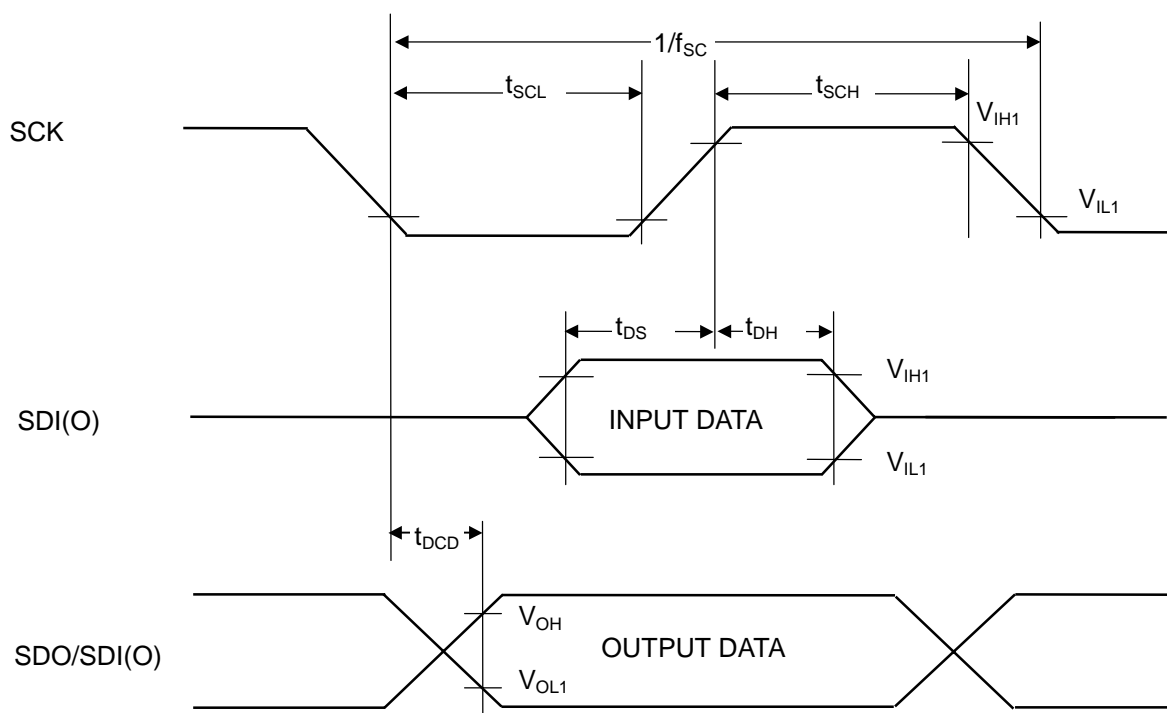 1/fSC
tSCL
tSCH
SCK
VIH1
VIL1
tDS
tDH
VIH1
SDI(O)
INPUT DATA
VIL1
tDCD
VOH
SDO/SDI(O)
OUTPUT DATA
VOL1